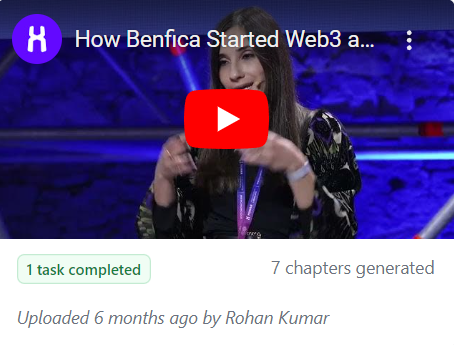 How Benfica Started Web3 a...
1 task completed
7 chapters generated
Uploaded 6 months ago by Rohan Kumar